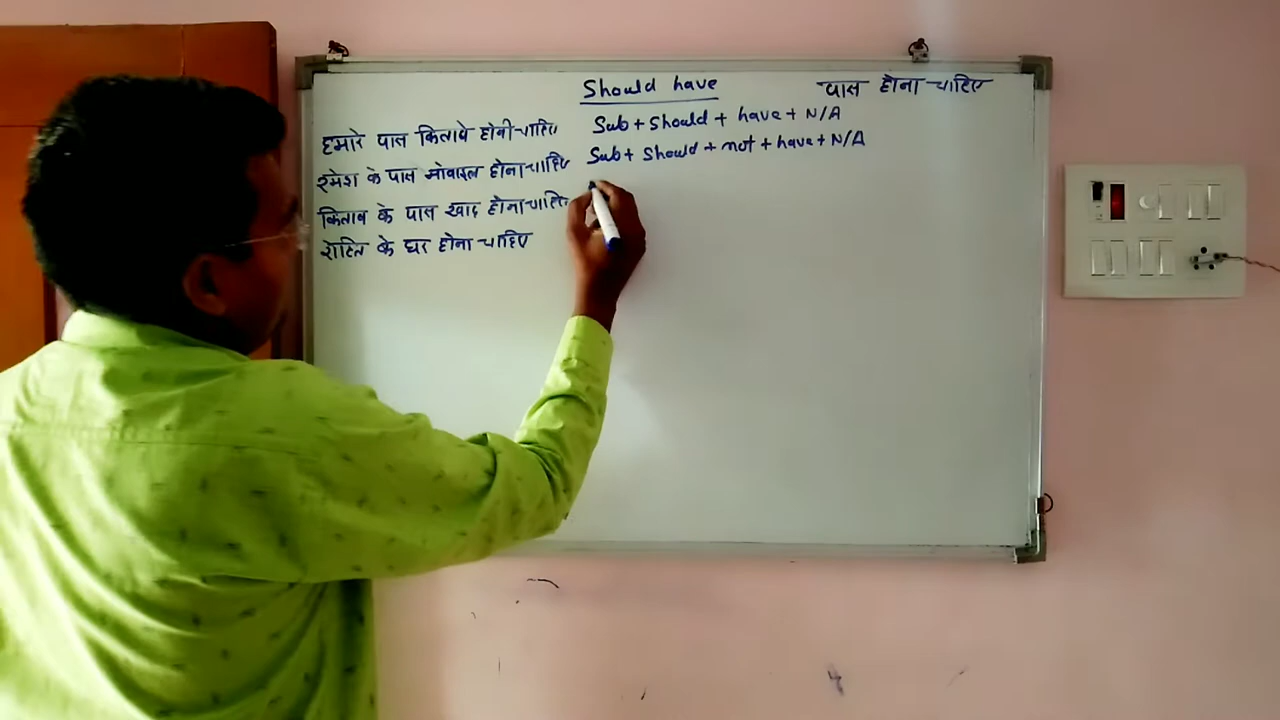 Should have
पास होना चाहिए
Sub + should + have + N/A
Sub + should + not + have + N/A
हमारे पास किताबे होनी चाहिए
रमेश के पास मोबाइल होना चाहिए
किताब के पास खाद होना चाहिए
के घर होना चाहिए